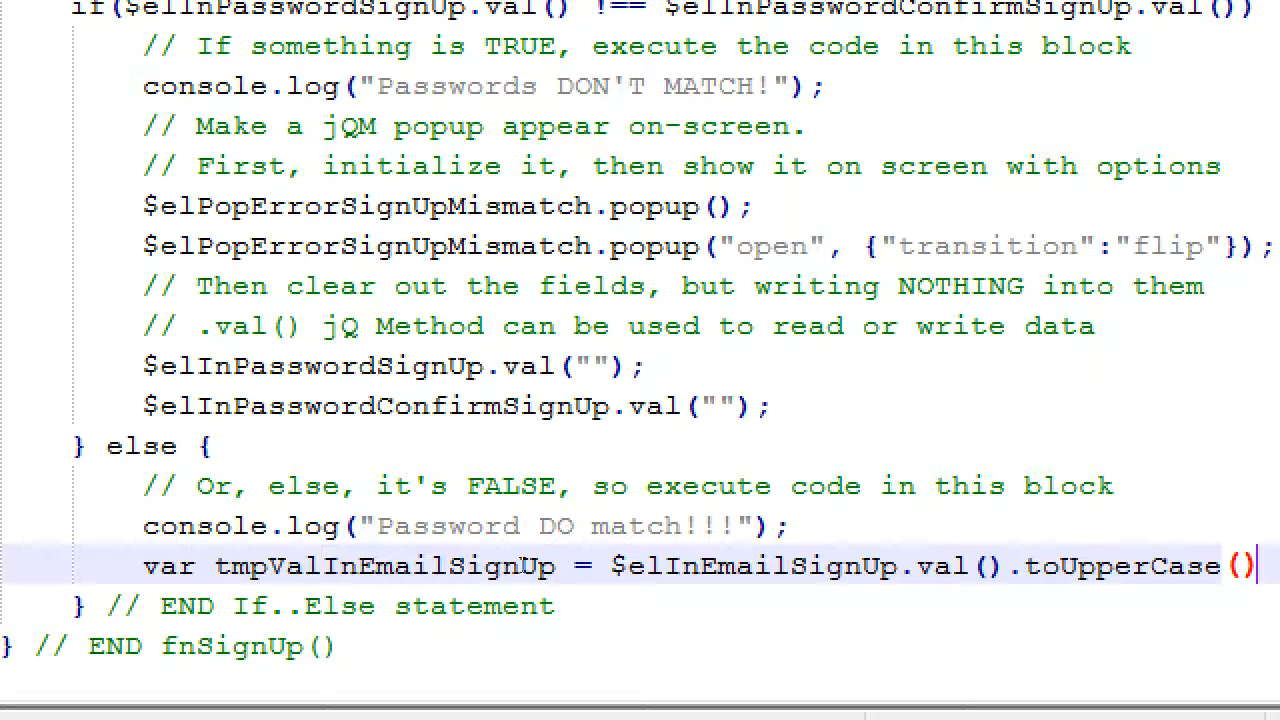 if($elInPasswordSignUp.val() !== $elInPasswordConfirmSignUp.val())
// If something is TRUE, execute the code in this block
console.log("Passwords DON'T MATCH!");
// Make a jQM popup appear on-screen.
// First, initialize it, then show it on screen with options
$elPopErrorSignUpMismatch.popup();
$elPopErrorSignUpMismatch.popup("open", {"transition":"flip"});
// Then clear out the fields, but writing NOTHING into them
// .val() jQ Method can be used to read or write data
$elInPasswordSignUp.val("");
$elInPasswordConfirmSignUp.val("");
} else {
// Or, else, it's FALSE, so execute code in this block
console.log("Password DO match!!!");
var tmpValInEmailSignUp = $elInEmailSignUp.val().toUpperCase()
} // END If..Else statement
} // END fnSignUp()